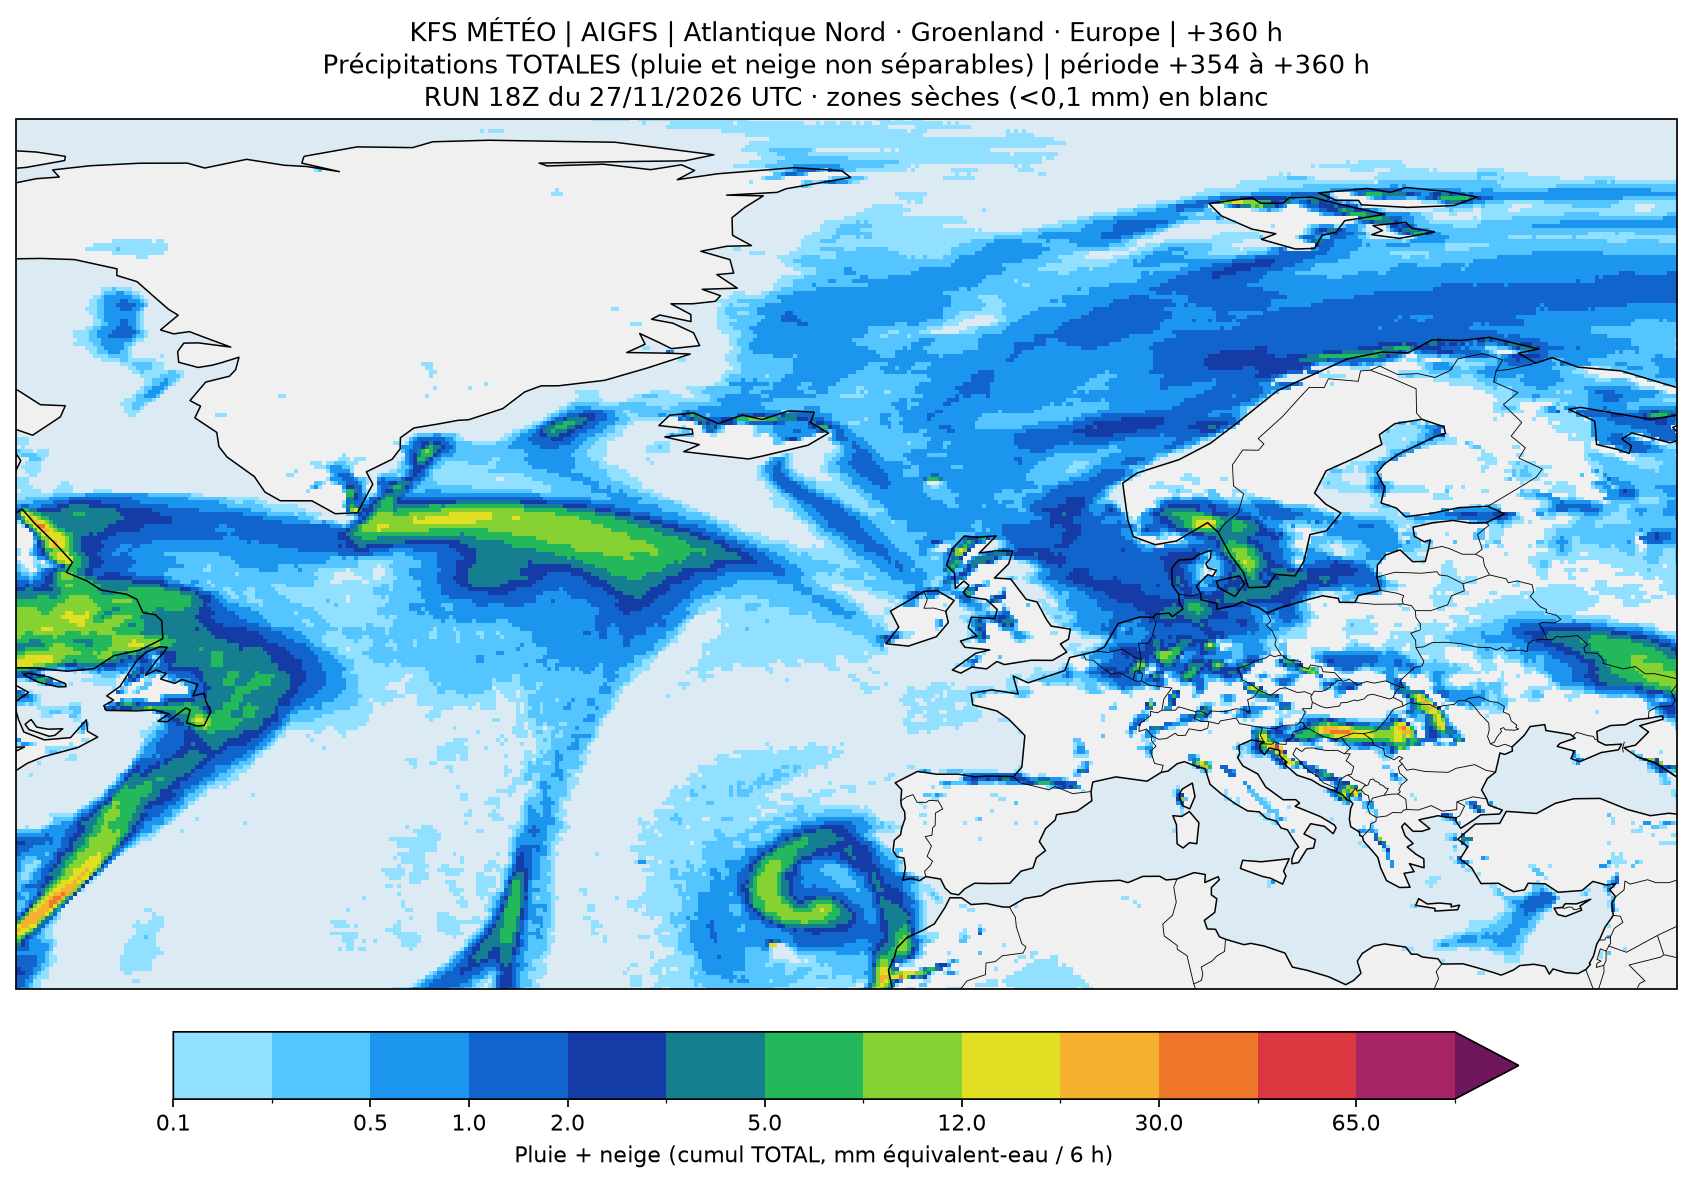 KFS MÉTÉO | AIGFS | Atlantique Nord · Groenland · Europe | +360 h
Précipitations TOTALES (pluie et neige non séparables) | période +354 à +360 h
RUN 18Z du 27/11/2026 UTC · zones sèches (<0,1 mm) en blanc
0.1 0.5 1.0 2.0 5.0 12.0 30.0 65.0
Pluie + neige (cumul TOTAL, mm équivalent-eau / 6 h)